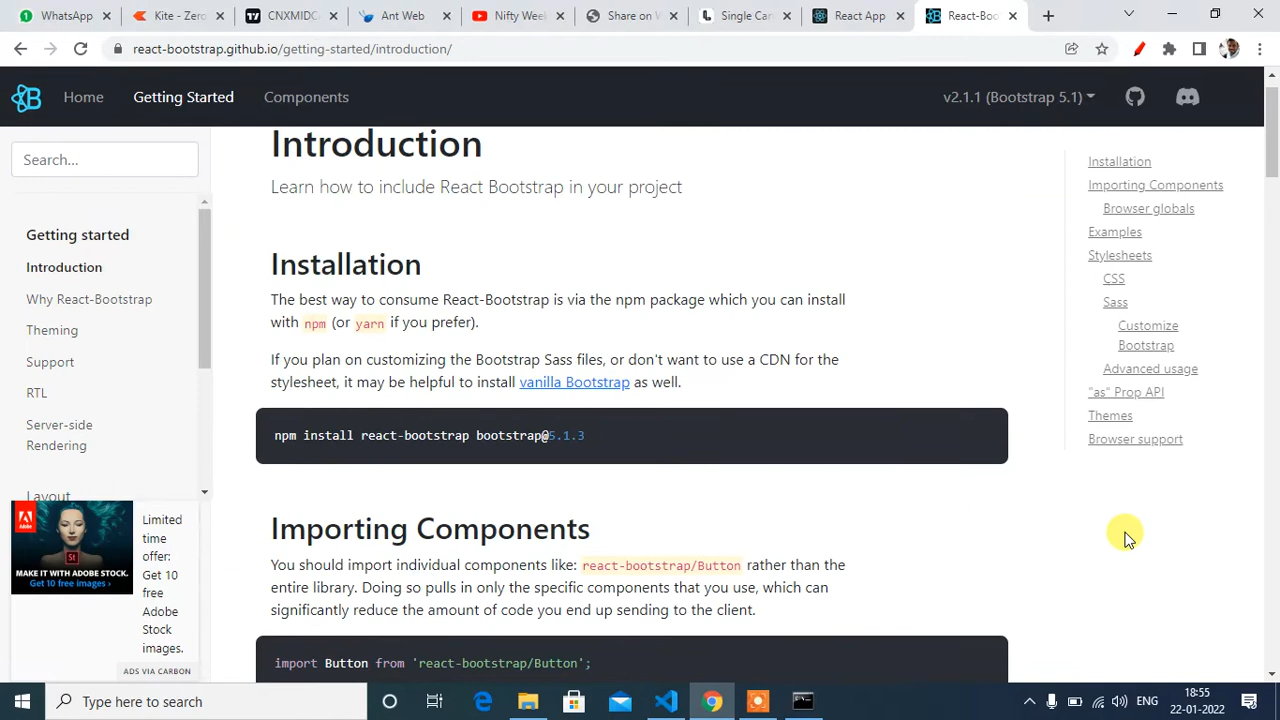 WhatsApp
Kite - Zero
CNXMIDC
Ant Web
Nifty Wee
Share on
Single Can
React App
React-Boo
react-bootstrap.github.io/getting-started/introduction/
Home
Getting Started
Components
v2.1.1 (Bootstrap 5.1)
Search...
Getting started
Introduction
Why React-Bootstrap
Theming
Support
RTL
Server-side
Rendering
Layout
MAKE IT WITH ADOBE STOCK.
Get 10 free images ›
Limited
time
offer:
Get 10
free
Adobe
Stock
images.
ADS VIA CARBON
Introduction
Learn how to include React Bootstrap in your project
Installation
The best way to consume React-Bootstrap is via the npm package which you can install
with npm (or yarn if you prefer).
If you plan on customizing the Bootstrap Sass files, or don't want to use a CDN for the
stylesheet, it may be helpful to install vanilla Bootstrap as well.
npm install react-bootstrap bootstrap@5.1.3
Importing Components
You should import individual components like: react-bootstrap/Button rather than the
entire library. Doing so pulls in only the specific components that you use, which can
significantly reduce the amount of code you end up sending to the client.
import Button from 'react-bootstrap/Button';
Installation
Importing Components
Browser globals
Examples
Stylesheets
CSS
Sass
Customize
Bootstrap
Advanced usage
"as" Prop API
Themes
Browser support
Type here to search
ENG
18:55
22-01-2022